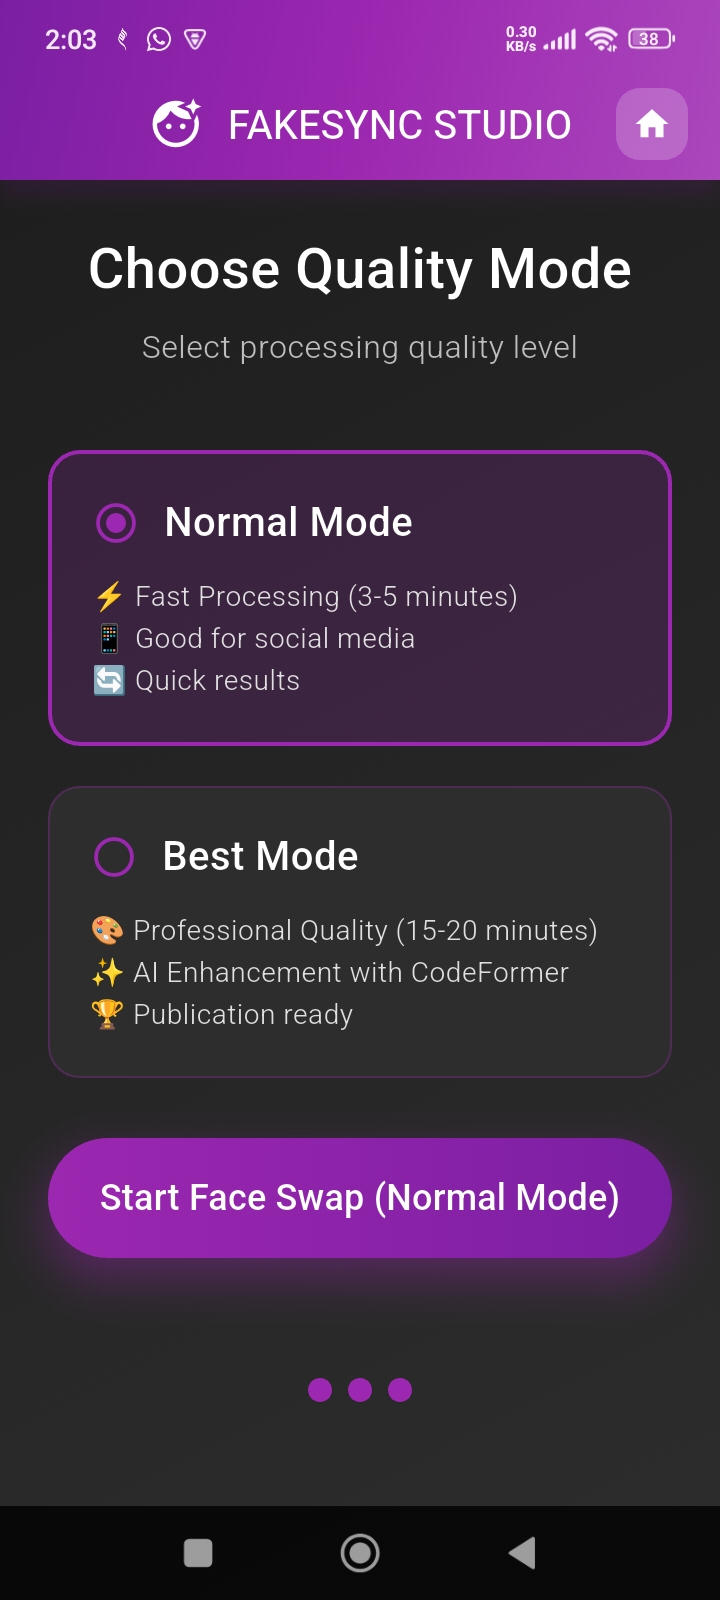 2:03
0.30
KB/s
38
FAKESYNC STUDIO
Choose Quality Mode
Select processing quality level
Normal Mode
⚡ Fast Processing (3-5 minutes)
📱 Good for social media
🔄 Quick results
Best Mode
🎨 Professional Quality (15-20 minutes)
✨ AI Enhancement with CodeFormer
🏆 Publication ready
Start Face Swap (Normal Mode)